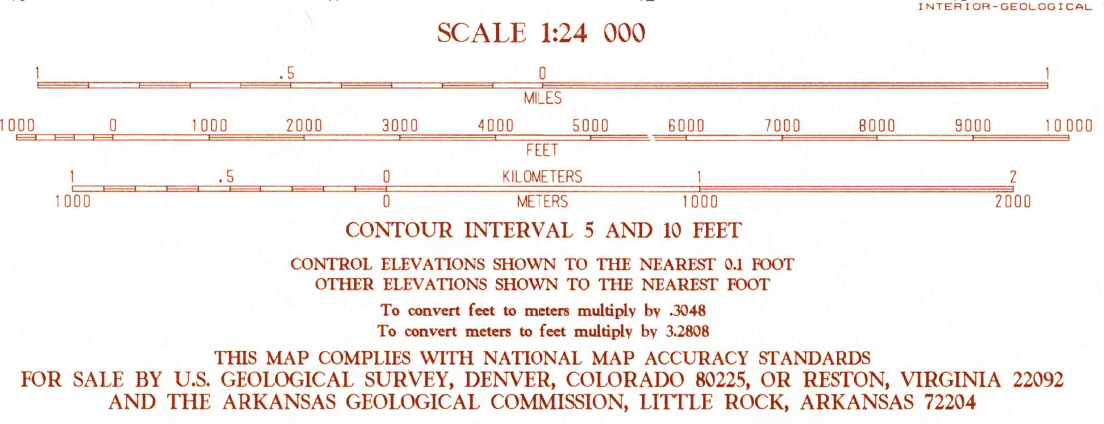 INTERIOR-GEOLOGICAL
SCALE 1:24 000
1 .5 0 1
MILES
1000 0 1000 2000 3000 4000 5000 6000 7000 8000 9000 10 000
FEET
1 .5 0 KILOMETERS 1 2
1000 0 METERS 1000 2000
CONTOUR INTERVAL 5 AND 10 FEET
CONTROL ELEVATIONS SHOWN TO THE NEAREST 0.1 FOOT
OTHER ELEVATIONS SHOWN TO THE NEAREST FOOT
To convert feet to meters multiply by .3048
To convert meters to feet multiply by 3.2808
THIS MAP COMPLIES WITH NATIONAL MAP ACCURACY STANDARDS
FOR SALE BY U.S. GEOLOGICAL SURVEY, DENVER, COLORADO 80225, OR RESTON, VIRGINIA 22092
AND THE ARKANSAS GEOLOGICAL COMMISSION, LITTLE ROCK, ARKANSAS 72204